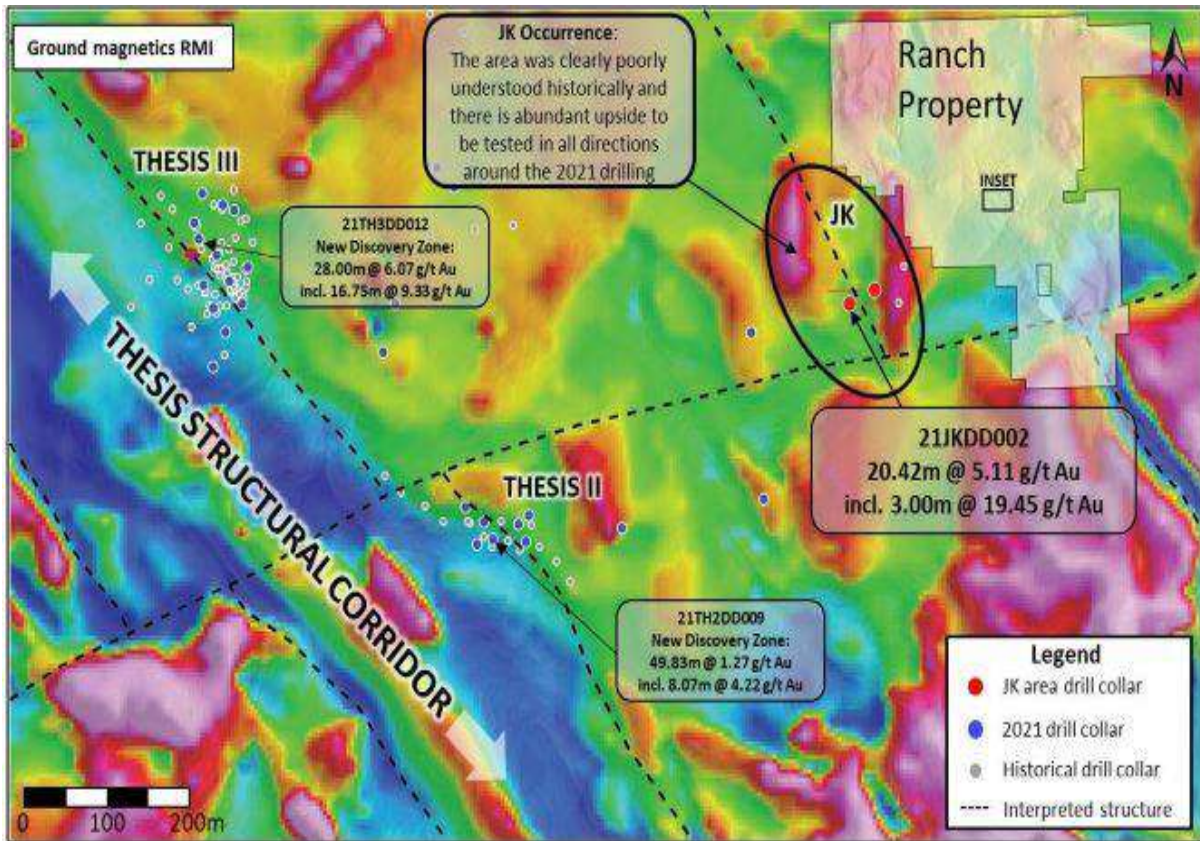 Ground magnetics RMI
JK Occurrence:
The area was clearly poorly
understood historically and
there is abundant upside to
be tested in all directions
around the 2021 drilling
Ranch
Property
N
INSET
THESIS III
21TH3DD012
New Discovery Zone:
28.00m @ 6.07 g/t Au
incl. 16.75m @ 9.33 g/t Au
JK
THESIS STRUCTURAL CORRIDOR
THESIS II
21JKDD002
20.42m @ 5.11 g/t Au
incl. 3.00m @ 19.45 g/t Au
21TH2DD009
New Discovery Zone:
49.83m @ 1.27 g/t Au
incl. 8.07m @ 4.22 g/t Au
Legend
JK area drill collar
2021 drill collar
Historical drill collar
Interpreted structure
0 100 200m